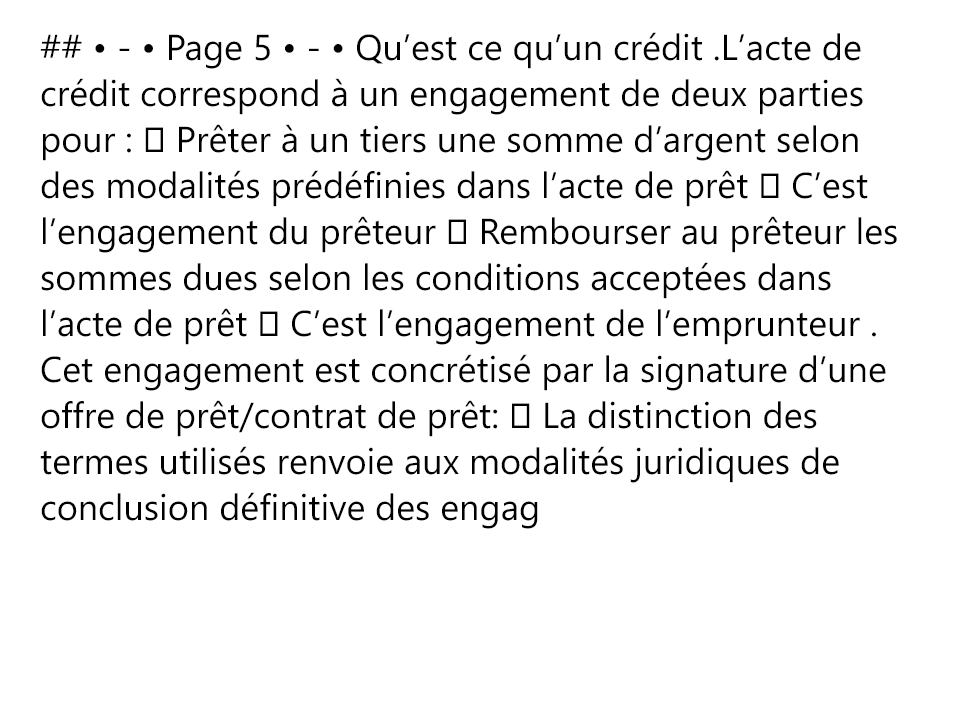 ## • - • Page 5 • - • Qu’est ce qu’un crédit .L’acte de
crédit correspond à un engagement de deux parties
pour : 􀀀 Prêter à un tiers une somme d’argent selon
des modalités prédéfinies dans l’acte de prêt 􀀀 C’est
l’engagement du prêteur 􀀀 Rembourser au prêteur les
sommes dues selon les conditions acceptées dans
l’acte de prêt 􀀀 C’est l’engagement de l’emprunteur .
Cet engagement est concrétisé par la signature d’une
offre de prêt/contrat de prêt: 􀀀 La distinction des
termes utilisés renvoie aux modalités juridiques de
conclusion définitive des engag